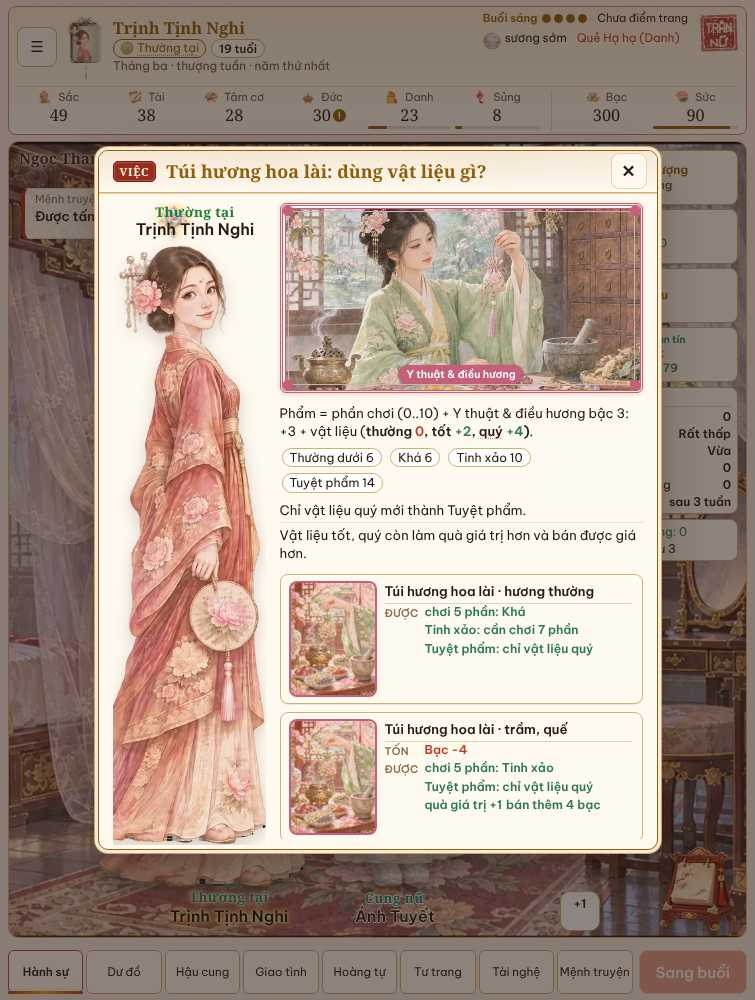 ☰
Trịnh Tịnh Nghi
Thường tại
19 tuổi
Tháng ba · thượng tuần · năm thứ nhất
Buổi sáng
Chưa điểm trang
sương sớm
Quẻ Hạ hạ (Danh)
TRÂN NỮ
Sắc
49
Tài
38
Tâm cơ
28
Đức
30
Danh
23
Sủng
8
Bạc
300
Sức
90
Mệnh truyện
Được tấn
VIỆC
Túi hương hoa lài: dùng vật liệu gì?
×
Thường tại
Trịnh Tịnh Nghi
Y thuật & điều hương
Phẩm = phần chơi (0..10) + Y thuật & điều hương bậc 3:
+3 + vật liệu (thường 0, tốt +2, quý +4).
Thường dưới 6
Khá 6
Tinh xảo 10
Tuyệt phẩm 14
Chỉ vật liệu quý mới thành Tuyệt phẩm.
Vật liệu tốt, quý còn làm quà giá trị hơn và bán được giá
hơn.
Túi hương hoa lài · hương thường
ĐƯỢC chơi 5 phần: Khá
Tinh xảo: cần chơi 7 phần
Tuyệt phẩm: chỉ vật liệu quý
Túi hương hoa lài · trầm, quế
TỐN Bạc -4
ĐƯỢC chơi 5 phần: Tinh xảo
Tuyệt phẩm: chỉ vật liệu quý
quà giá trị +1 bán thêm 4 bạc
79
0
Rất thấp
Vừa
0
0
sau 3 tuần
Thường tại
Trịnh Tịnh Nghi
Cung nữ
Ánh Tuyết
+1
Hành sự
Dư đồ
Hậu cung
Giao tình
Hoàng tự
Tư trang
Tài nghệ
Mệnh truyện
Sang buổi